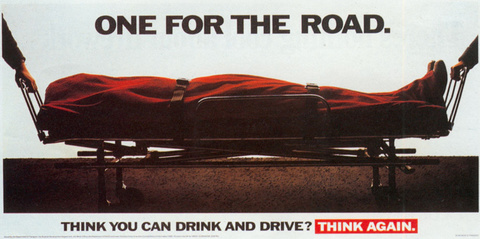 ONE FOR THE ROAD.
THINK YOU CAN DRINK AND DRIVE? THINK AGAIN.